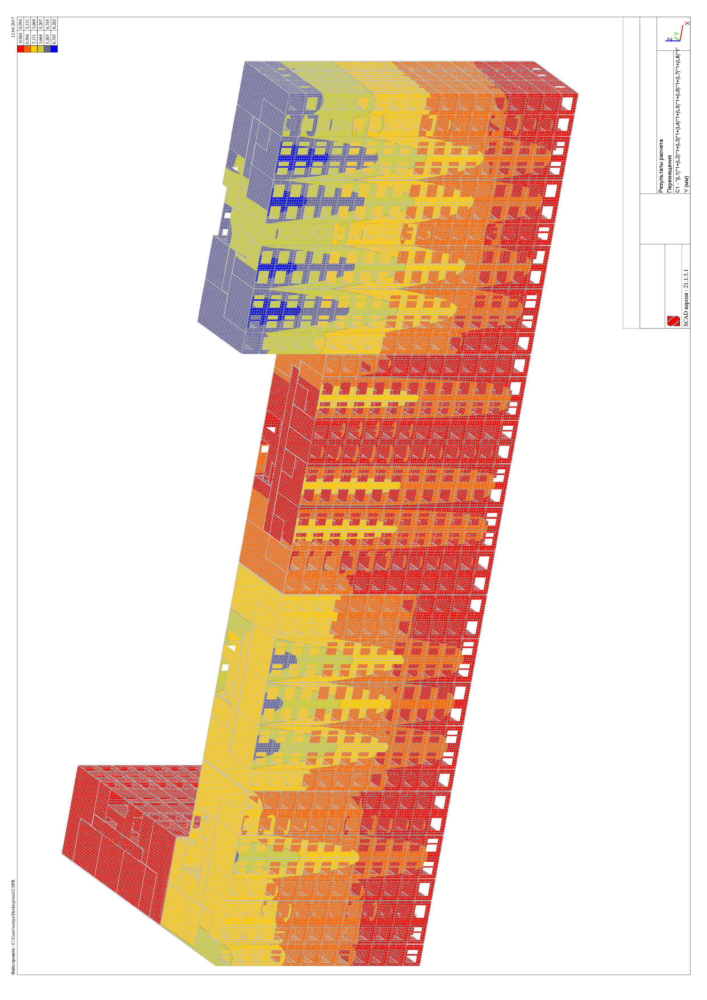 Файл проекта : C:\Users\semya\Desktop\out12.SPR
12.04.2017
-0,944 0,594
0,594 2,131
2,131 3,669
3,669 5,207
5,207 6,745
6,745 8,282
Результаты расчета
Перемещения
C1 - "(L1)*1+(L2)*1+(L3)*1+(L4)*1+(L5)*1+(L6)*1+(L7)*1+(L8)*1"
Y (мм)
Z
Y
X
SCAD версия : 21.1.3.1